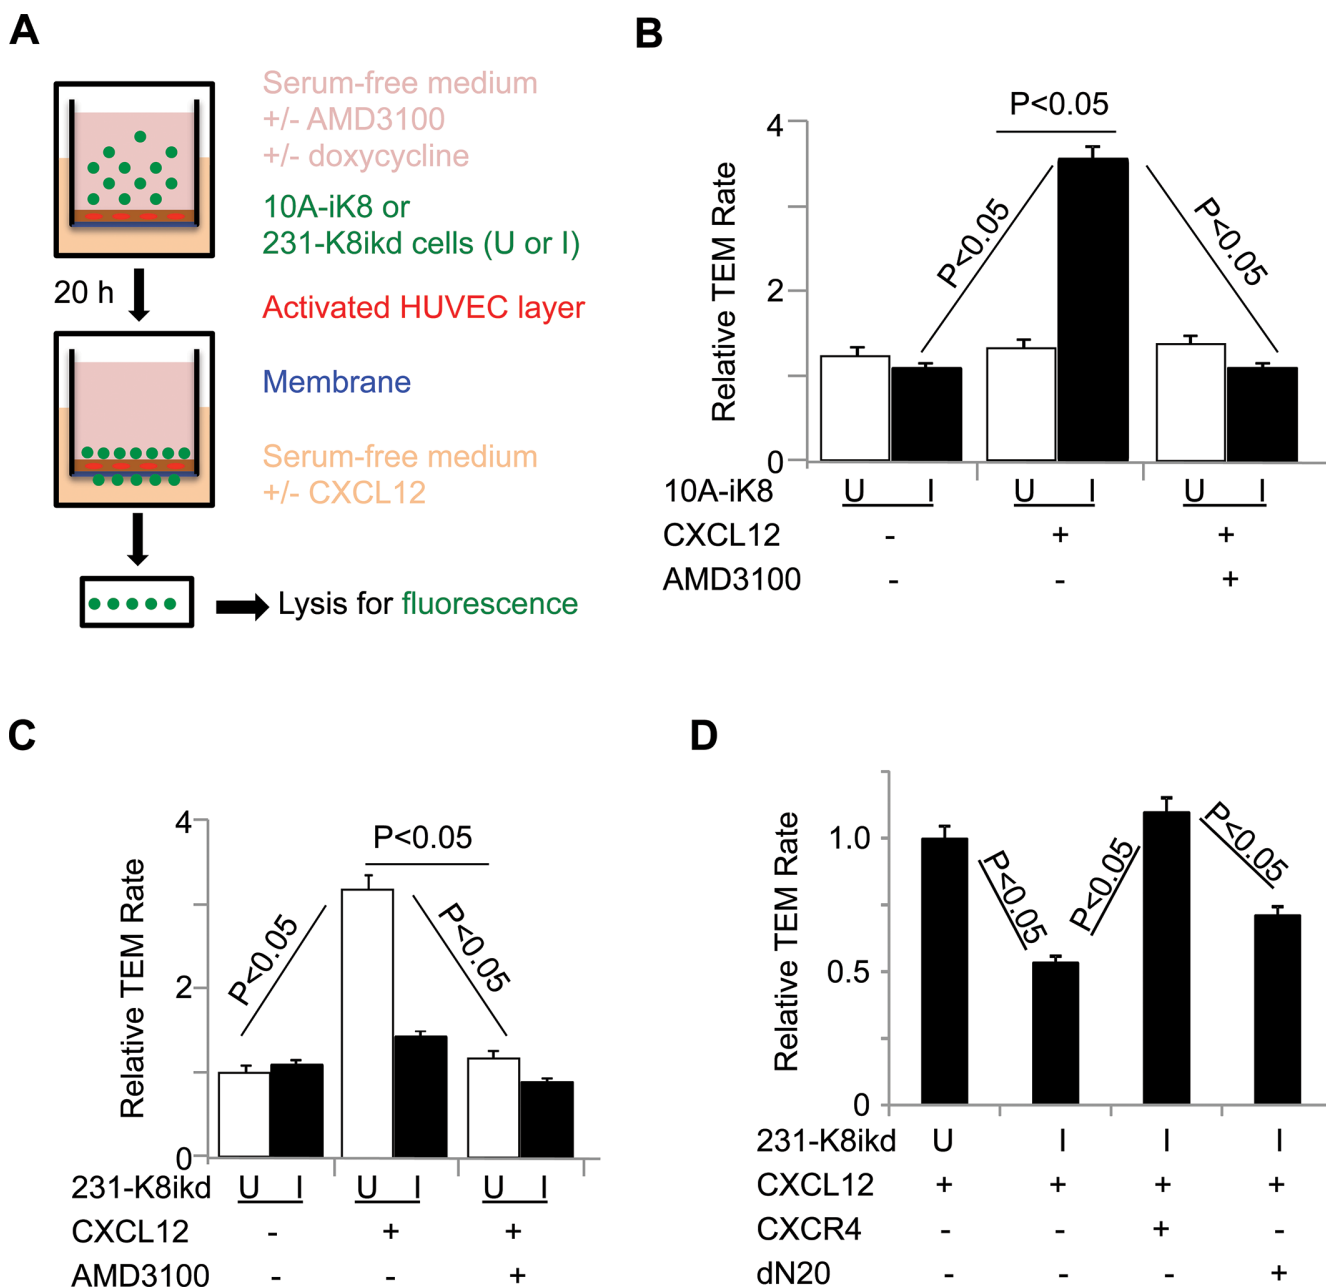 A
Serum-free medium
+/- AMD3100
+/- doxycycline
10A-iK8 or
231-K8ikd cells (U or I)
20 h
Activated HUVEC layer
Membrane
Serum-free medium
+/- CXCL12
Lysis for fluorescence
B
P<0.05
P<0.05
P<0.05
Relative TEM Rate
4
2
0
10A-iK8 U I U I U I
CXCL12 - + +
AMD3100 - - +
C
P<0.05
P<0.05
P<0.05
Relative TEM Rate
4
2
0
231-K8ikd U I U I U I
CXCL12 - + +
AMD3100 - - +
D
P<0.05
P<0.05
P<0.05
Relative TEM Rate
1.0
0.5
0
231-K8ikd U I I I
CXCL12 + + + +
CXCR4 - - + -
dN20 - - - +